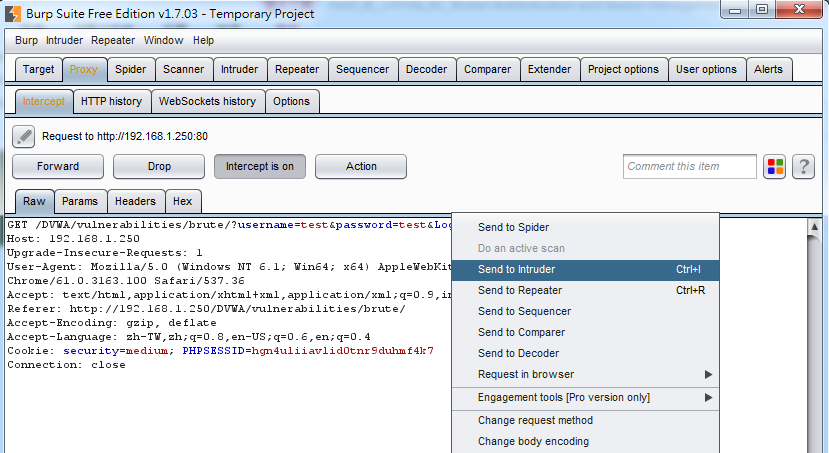 Burp Suite Free Edition v1.7.03 - Temporary Project
Burp Intruder Repeater Window Help
Target Proxy Spider Scanner Intruder Repeater Sequencer Decoder Comparer Extender Project options User options Alerts
Intercept HTTP history WebSockets history Options
Request to http://192.168.1.250:80
Forward Drop Intercept is on Action Comment this item ?
Raw Params Headers Hex
GET /DVWA/vulnerabilities/brute/?username=test&password=test&Log
Host: 192.168.1.250
Upgrade-Insecure-Requests: 1
User-Agent: Mozilla/5.0 (Windows NT 6.1; Win64; x64) AppleWebKit
Chrome/61.0.3163.100 Safari/537.36
Accept: text/html,application/xhtml+xml,application/xml;q=0.9,im
Referer: http://192.168.1.250/DVWA/vulnerabilities/brute/
Accept-Encoding: gzip, deflate
Accept-Language: zh-TW,zh;q=0.8,en-US;q=0.6,en;q=0.4
Cookie: security=medium; PHPSESSID=hgn4uliiavlid0tnr9duhmf4k7
Connection: close
Send to Spider
Do an active scan
Send to Intruder Ctrl+I
Send to Repeater Ctrl+R
Send to Sequencer
Send to Comparer
Send to Decoder
Request in browser
Engagement tools [Pro version only]
Change request method
Change body encoding